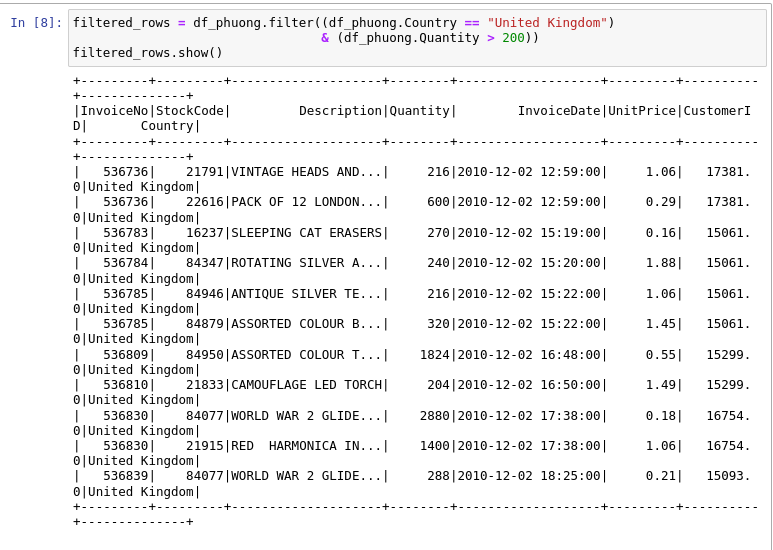 In [8]: filtered_rows = df_phuong.filter((df_phuong.Country == "United Kingdom")
                                 & (df_phuong.Quantity > 200))
filtered_rows.show()
+---------+---------+--------------------+--------+-------------------+---------+----------
+--------------+
|InvoiceNo|StockCode|         Description|Quantity|        InvoiceDate|UnitPrice|CustomerI
D|       Country|
+---------+---------+--------------------+--------+-------------------+---------+----------
+--------------+
|   536736|    21791|VINTAGE HEADS AND...|     216|2010-12-02 12:59:00|     1.06|   17381.
0|United Kingdom|
|   536736|    22616|PACK OF 12 LONDON...|     600|2010-12-02 12:59:00|     0.29|   17381.
0|United Kingdom|
|   536783|    16237|SLEEPING CAT ERASERS|     270|2010-12-02 15:19:00|     0.16|   15061.
0|United Kingdom|
|   536784|    84347|ROTATING SILVER A...|     240|2010-12-02 15:20:00|     1.88|   15061.
0|United Kingdom|
|   536785|    84946|ANTIQUE SILVER TE...|     216|2010-12-02 15:22:00|     1.06|   15061.
0|United Kingdom|
|   536785|    84879|ASSORTED COLOUR B...|     320|2010-12-02 15:22:00|     1.45|   15061.
0|United Kingdom|
|   536809|    84950|ASSORTED COLOUR T...|    1824|2010-12-02 16:48:00|     0.55|   15299.
0|United Kingdom|
|   536810|    21833|CAMOUFLAGE LED TORCH|     204|2010-12-02 16:50:00|     1.49|   15299.
0|United Kingdom|
|   536830|    84077|WORLD WAR 2 GLIDE...|    2880|2010-12-02 17:38:00|     0.18|   16754.
0|United Kingdom|
|   536830|    21915|RED  HARMONICA IN...|    1400|2010-12-02 17:38:00|     1.06|   16754.
0|United Kingdom|
|   536839|    84077|WORLD WAR 2 GLIDE...|     288|2010-12-02 18:25:00|     0.21|   15093.
0|United Kingdom|
+---------+---------+--------------------+--------+-------------------+---------+----------
+--------------+